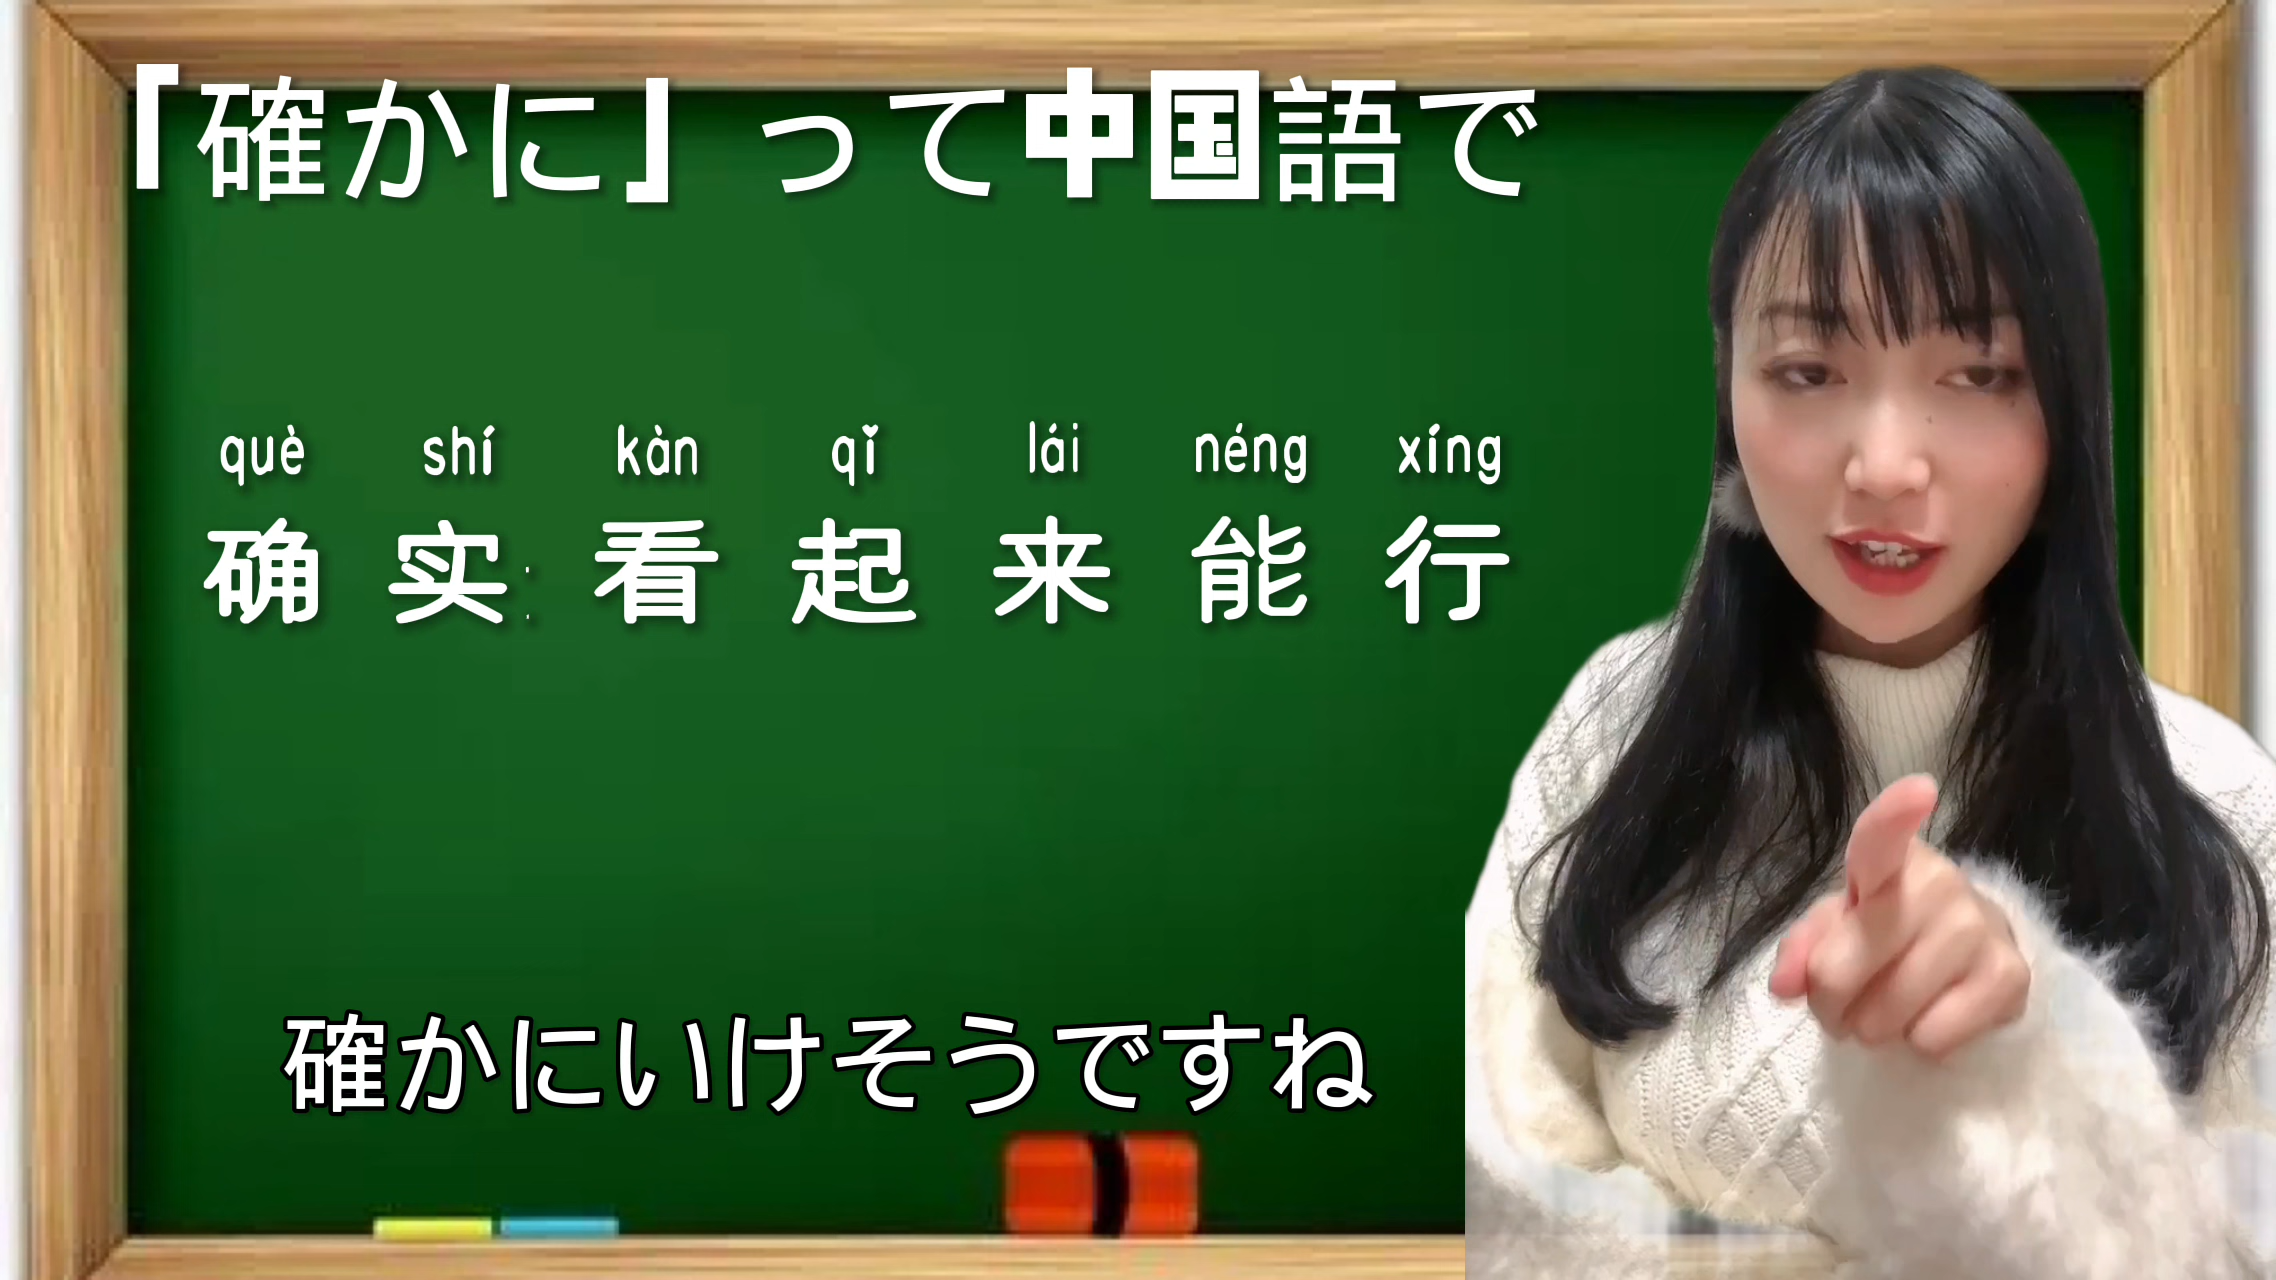 「確かに」って中国語で
què shí kàn qǐ lái néng xíng
确实看起来能行
確かにいけそうですね